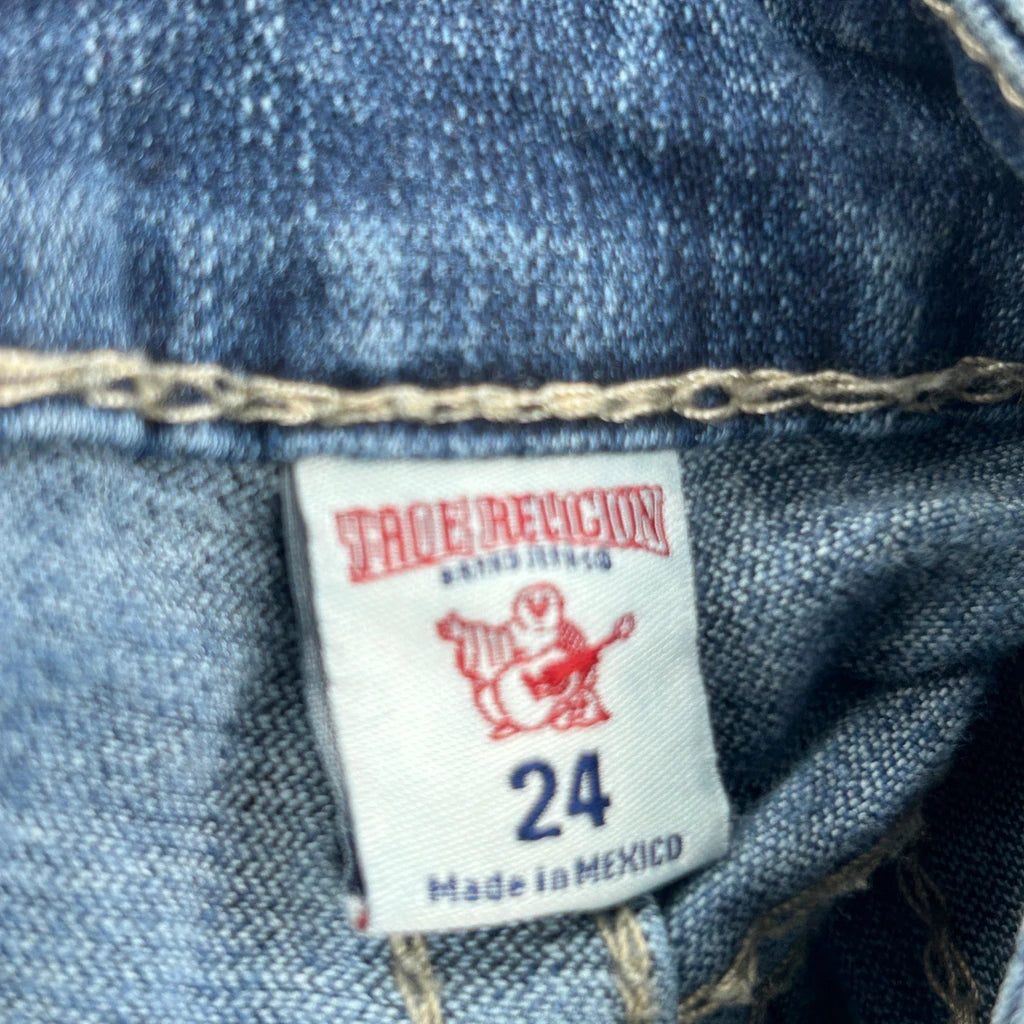 TRUE RELIGION
BRAND JEANS
24
Made in MEXICO